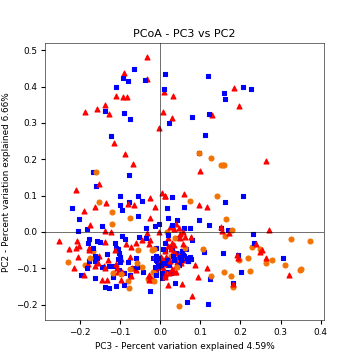 PCoA - PC3 vs PC2
PC2 - Percent variation explained 6.66%
0.5
0.4
0.3
0.2
0.1
0.0
−0.1
−0.2
−0.2 −0.1 0.0 0.1 0.2 0.3 0.4
PC3 - Percent variation explained 4.59%